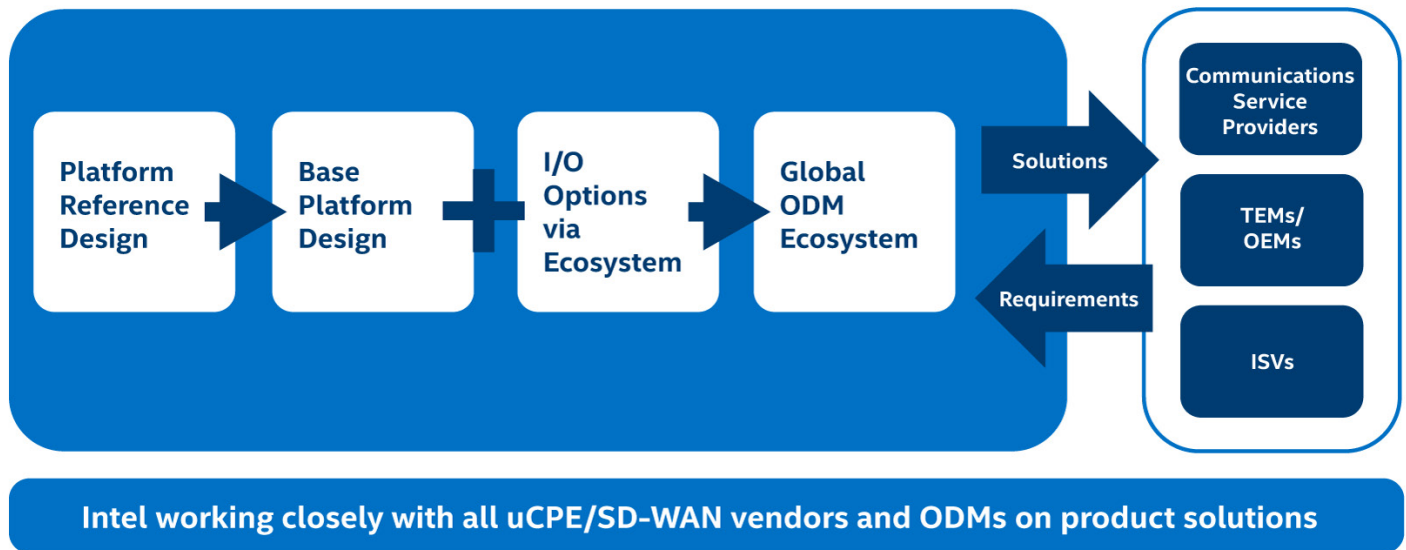 Platform
Reference
Design
Base
Platform
Design
I/O
Options
via
Ecosystem
Global
ODM
Ecosystem
Solutions
Requirements
Communications
Service
Providers
TEMs/
OEMs
ISVs
Intel working closely with all uCPE/SD-WAN vendors and ODMs on product solutions